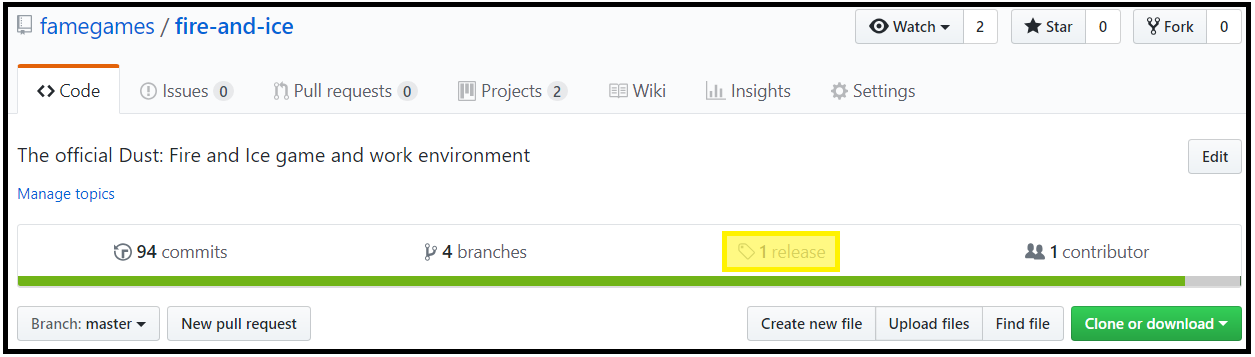 famegames / fire-and-ice Watch 2 Star 0 Fork 0
Code Issues 0 Pull requests 0 Projects 2 Wiki Insights Settings
The official Dust: Fire and Ice game and work environment Edit
Manage topics
94 commits 4 branches 1 release 1 contributor
Branch: master New pull request Create new file Upload files Find file Clone or download